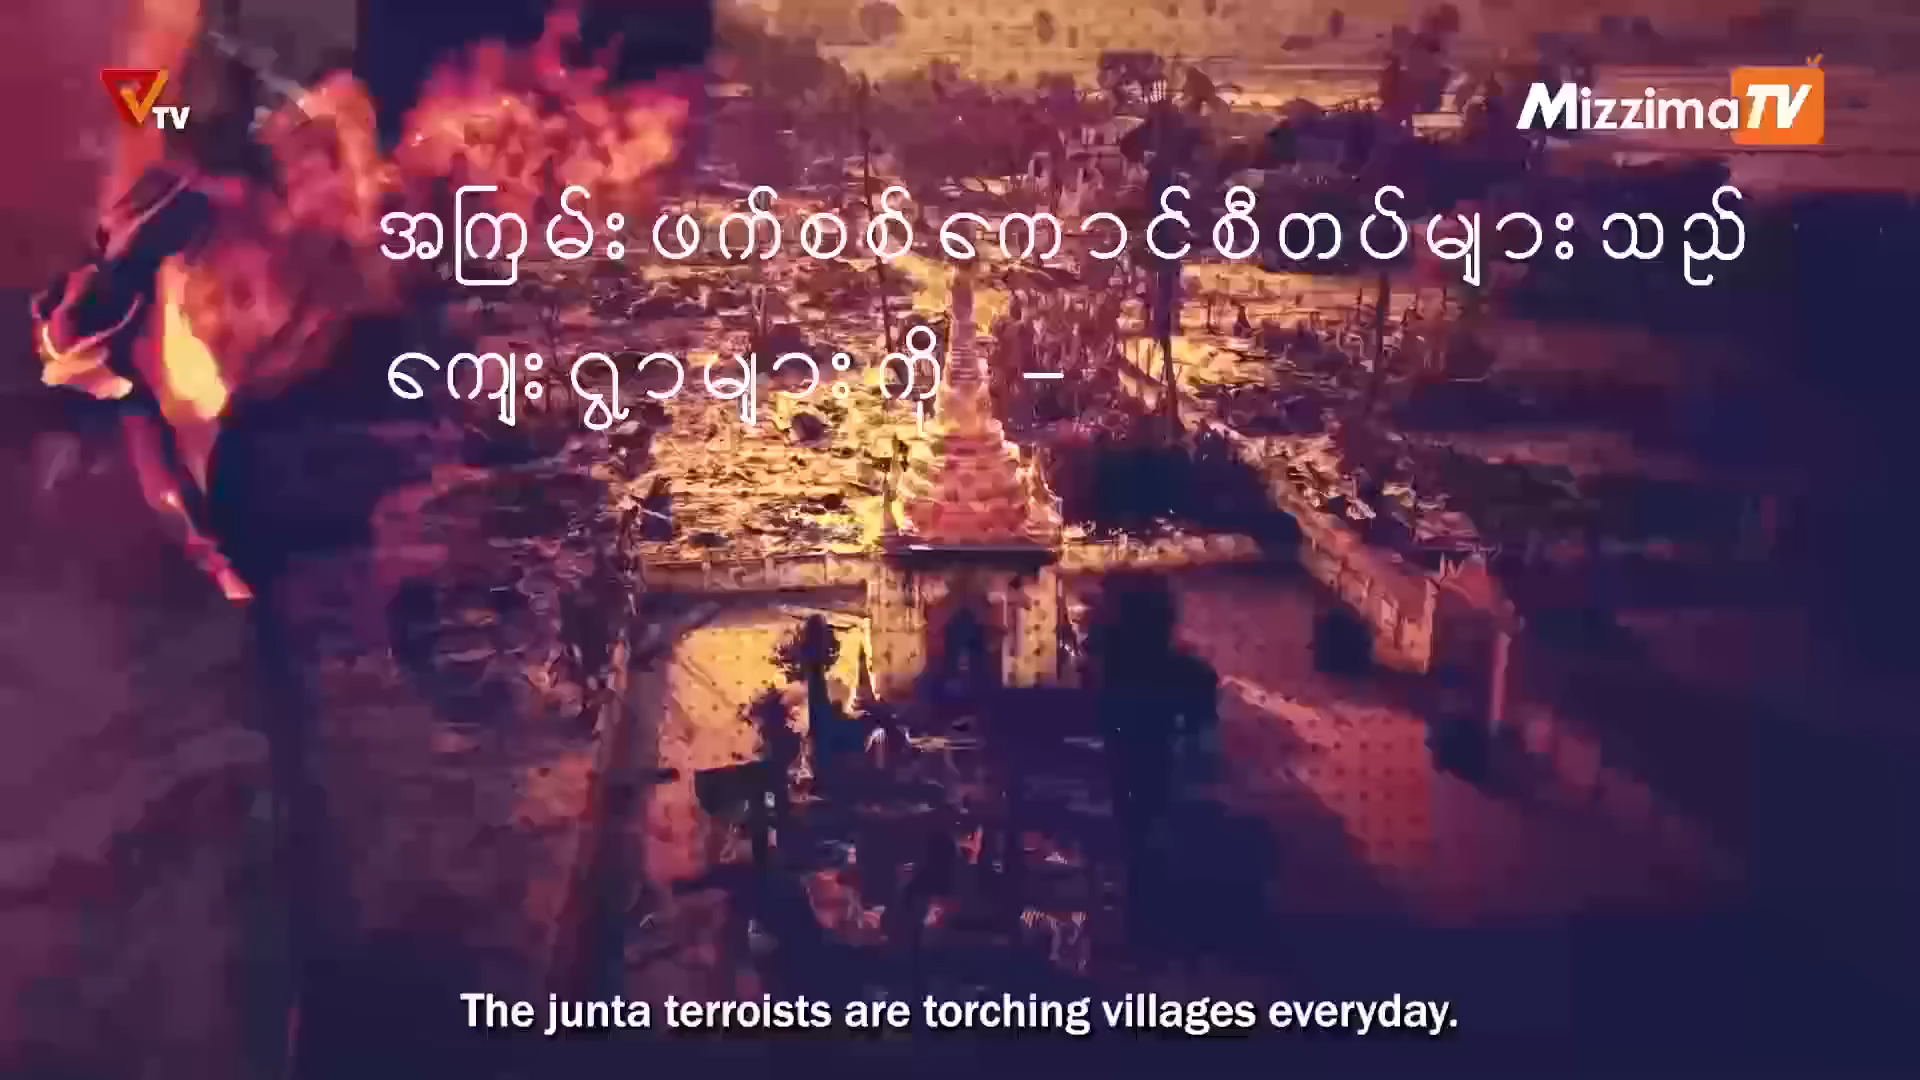 TV
MizzimaTV
အကြမ်းဖက်စစ်ကောင်စီတပ်များသည်
ကျေးရွာများကို –
The junta terroists are torching villages everyday.